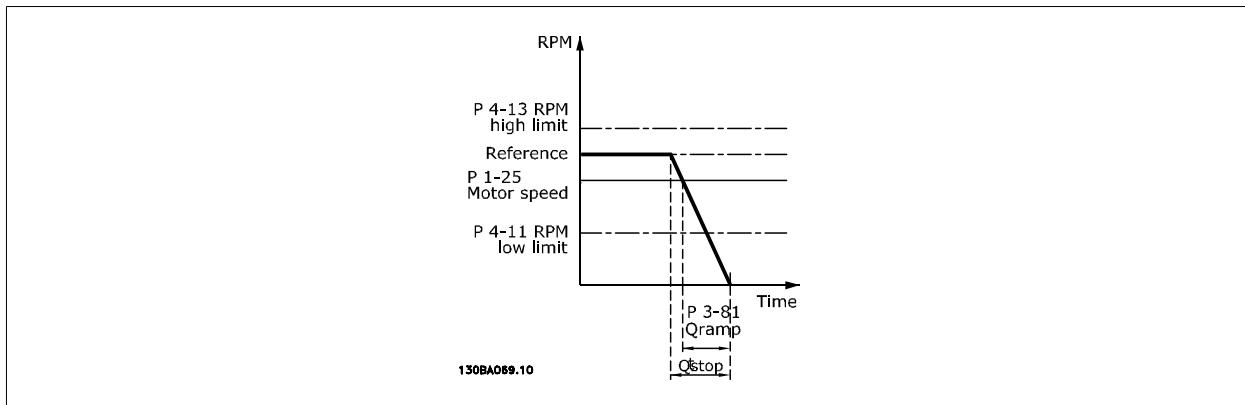 RPM
P 4-13 RPM
high limit
Reference
P 1-25
Motor speed
P 4-11 RPM
low limit
Time
P 3-81
Qramp
Qstop
130BA069.10